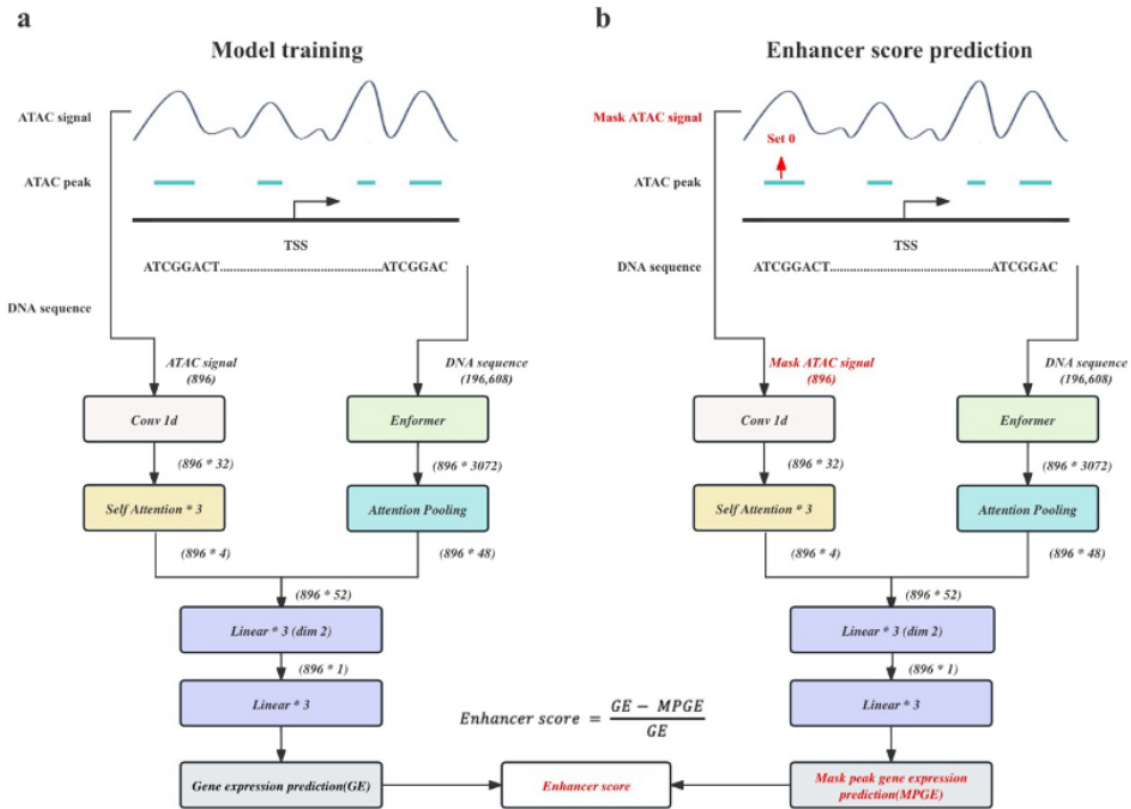 a
Model training
ATAC signal
ATAC peak
TSS
ATCGGACT................................ATCGGAC
DNA sequence
ATAC signal
(896)
DNA sequence
(196,608)
Conv 1d
Enformer
(896 * 32)
(896 * 3072)
Self Attention * 3
Attention Pooling
(896 * 4)
(896 * 48)
(896 * 52)
Linear * 3 (dim 2)
(896 * 1)
Linear * 3
Gene expression prediction(GE)
b
Enhancer score prediction
Mask ATAC signal
Set 0
ATAC peak
TSS
DNA sequence
ATCGGACT................................ATCGGAC
Mask ATAC signal
(896)
DNA sequence
(196,608)
Conv 1d
Enformer
(896 * 32)
(896 * 3072)
Self Attention * 3
Attention Pooling
(896 * 4)
(896 * 48)
(896 * 52)
Linear * 3 (dim 2)
(896 * 1)
Linear * 3
Mask peak gene expression
prediction(MPGE)
Enhancer score = GE - MPGE / GE
Enhancer score